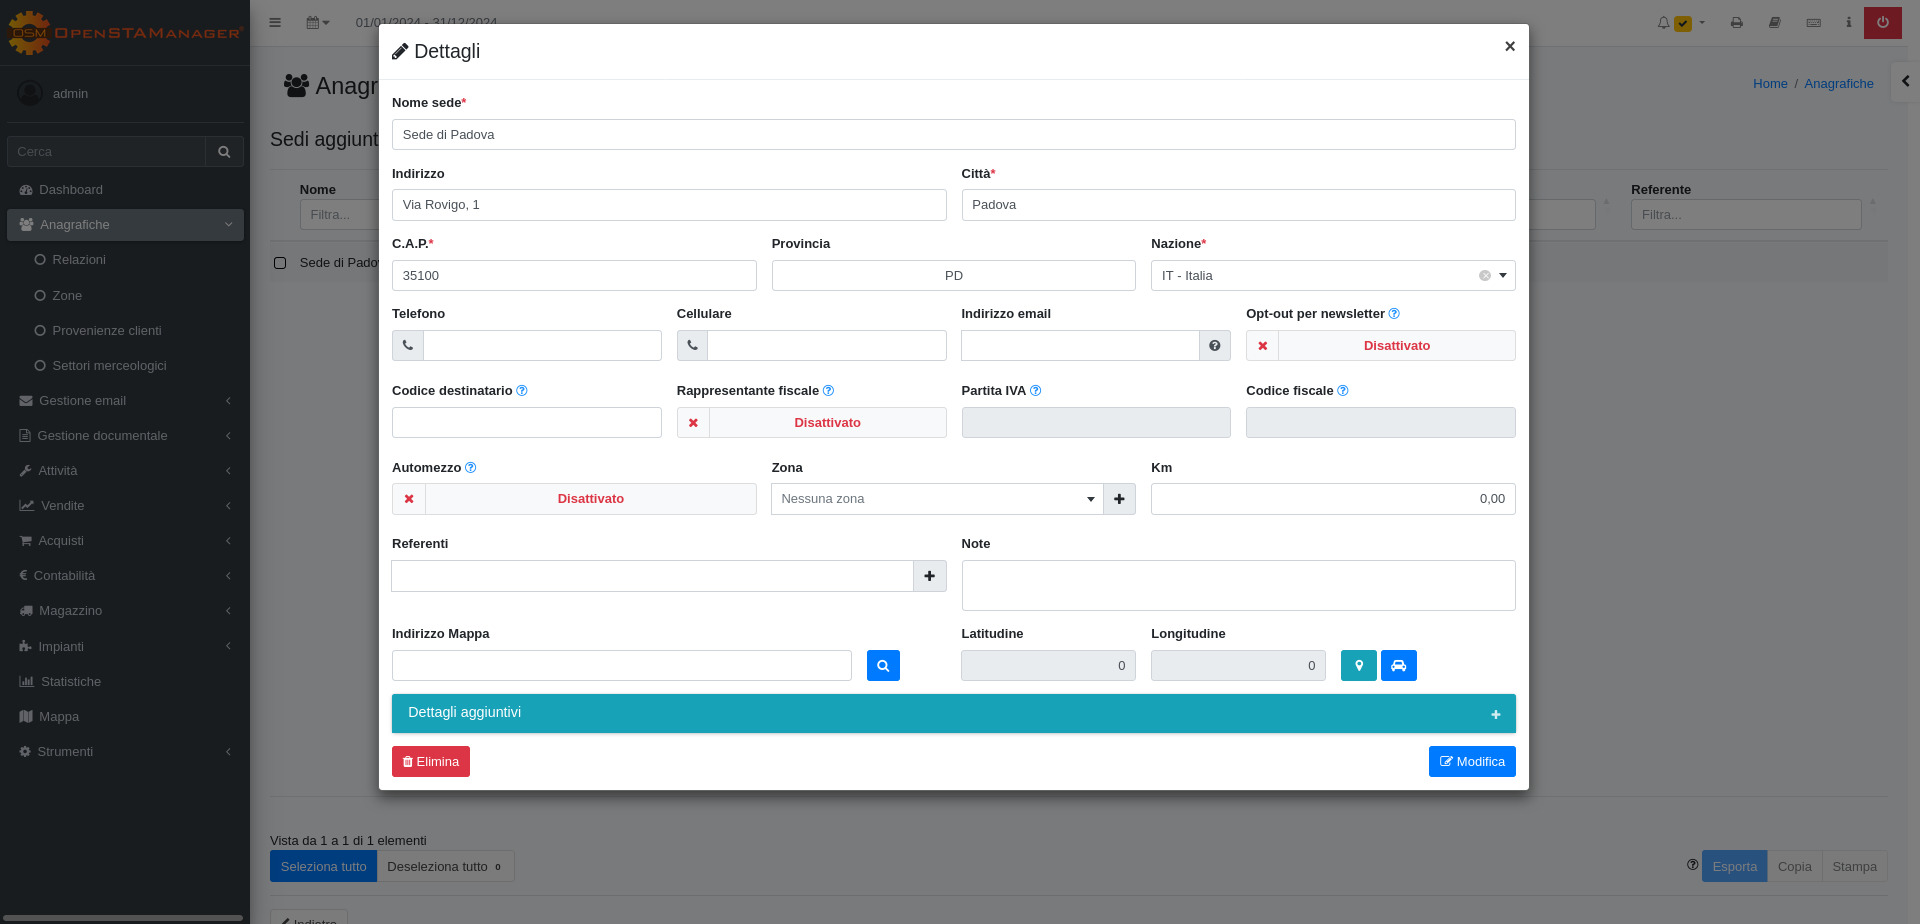 OSM OpenSTAManager
admin
Cerca
Dashboard
Anagrafiche
Relazioni
Zone
Provenienze clienti
Settori merceologici
Gestione email
Gestione documentale
Attività
Vendite
Acquisti
Contabilità
Magazzino
Impianti
Statistiche
Mappa
Strumenti
01/01/2024 - 31/12/2024
Anagr
Home / Anagrafiche
Sedi aggiunt
Nome
Filtra...
Referente
Filtra...
Sede di Padov
Dettagli ×
Nome sede*
Sede di Padova
Indirizzo Città*
Via Rovigo, 1 Padova
C.A.P.* Provincia Nazione*
35100 PD IT - Italia
Telefono Cellulare Indirizzo email Opt-out per newsletter
Disattivato
Codice destinatario Rappresentante fiscale Partita IVA Codice fiscale
Disattivato
Automezzo Zona Km
Disattivato Nessuna zona 0,00
Referenti Note
Indirizzo Mappa Latitudine Longitudine
0 0
Dettagli aggiuntivi
Elimina Modifica
Vista da 1 a 1 di 1 elementi
Seleziona tutto Deseleziona tutto 0 Esporta Copia Stampa
Indietro